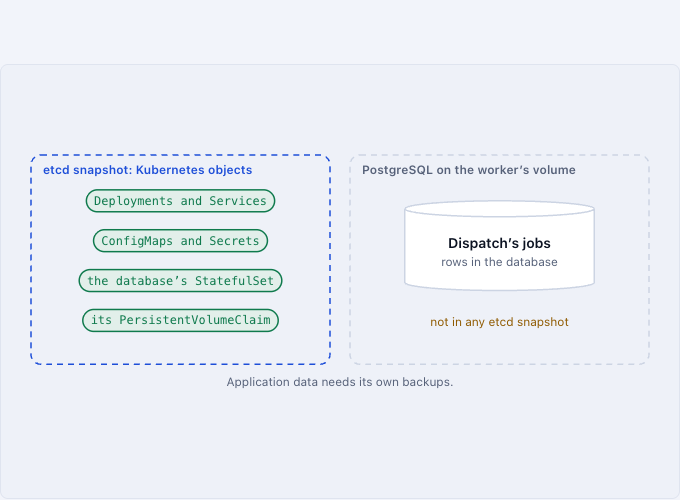 etcd snapshot: Kubernetes objects
Deployments and Services
ConfigMaps and Secrets
the database’s StatefulSet
its PersistentVolumeClaim
PostgreSQL on the worker’s volume
Dispatch’s jobs
rows in the database
not in any etcd snapshot
Application data needs its own backups.